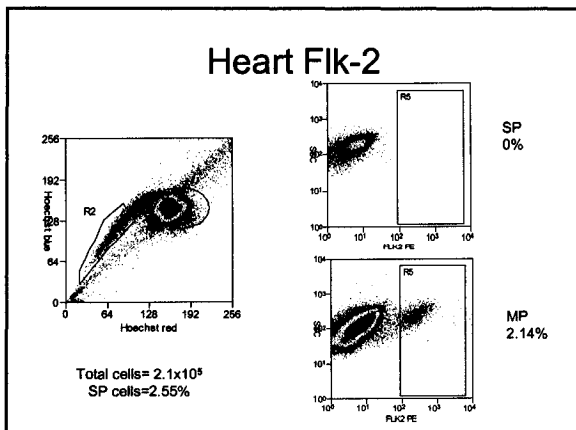 Heart Flk-2
256
192
128
64
0
Hoechst blue
R2
0 64 128 192 256
Hoechst red
Total cells= 2.1x10⁵
SP cells=2.55%
10⁴
10³
10²
10¹
10⁰
R5
10⁰ 10¹ 10² 10³ 10⁴
FLK2 PE
SP
0%
10⁴
10³
10²
10¹
10⁰
R5
10⁰ 10¹ 10² 10³ 10⁴
FLK2 PE
MP
2.14%